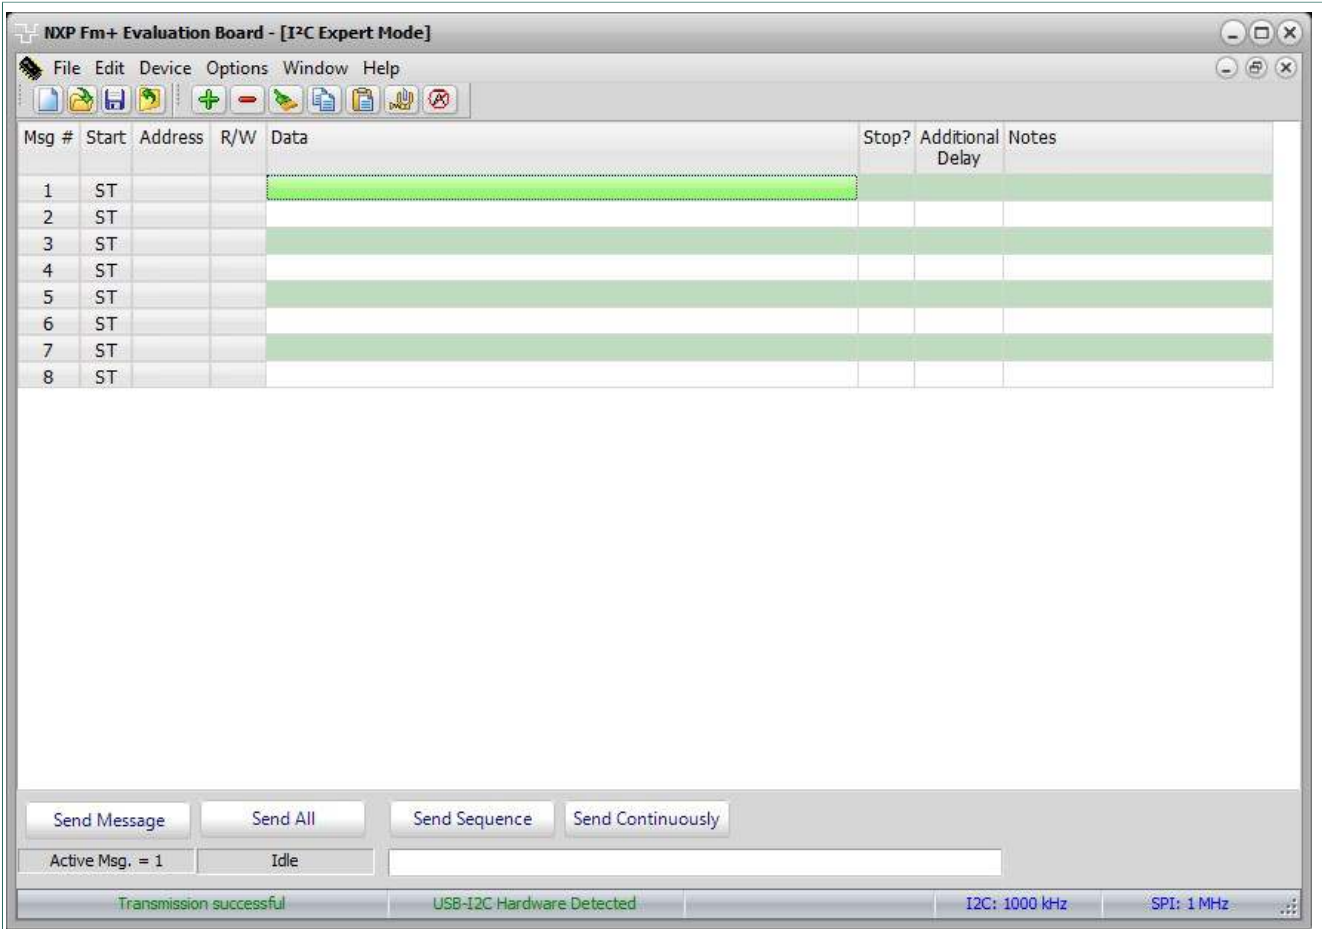 NXP Fm+ Evaluation Board - [I²C Expert Mode]
File Edit Device Options Window Help
Msg # Start Address R/W Data Stop? Additional Delay Notes
1 ST
2 ST
3 ST
4 ST
5 ST
6 ST
7 ST
8 ST
Send Message Send All Send Sequence Send Continuously
Active Msg. = 1 Idle
Transmission successful USB-I2C Hardware Detected I2C: 1000 kHz SPI: 1 MHz